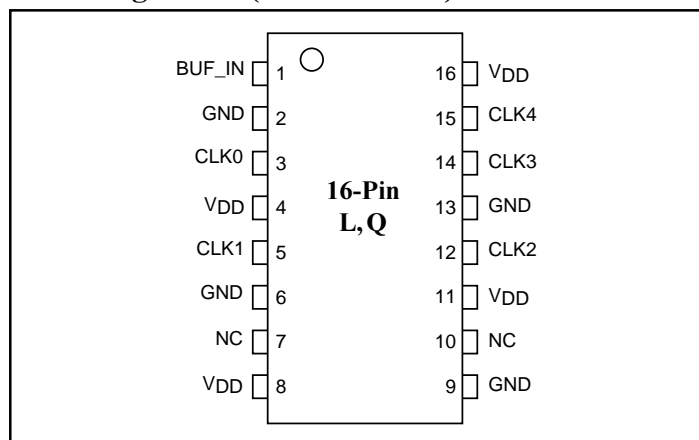 BUF_IN 1 16 VDD
GND 2 15 CLK4
CLK0 3 14 CLK3
16-Pin
VDD 4 13 GND
L, Q
CLK1 5 12 CLK2
GND 6 11 VDD
NC 7 10 NC
VDD 8 9 GND